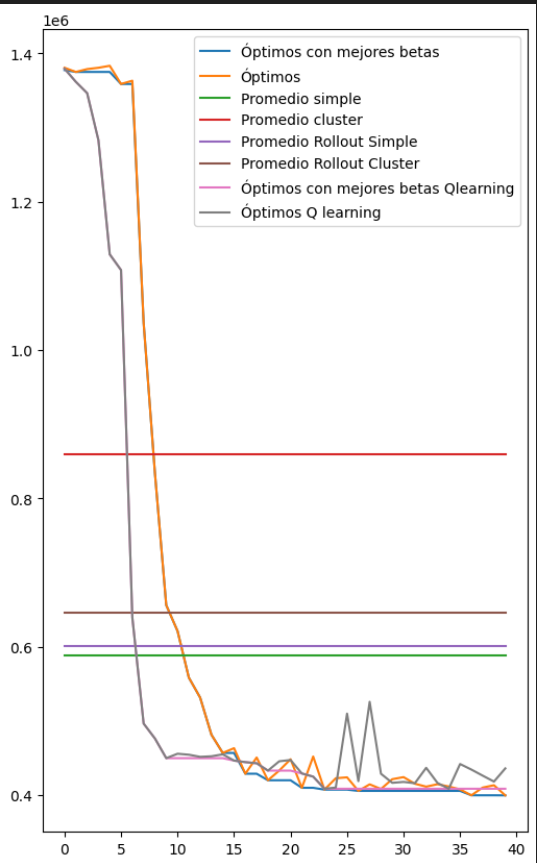 1e6
1.4
1.2
1.0
0.8
0.6
0.4
Óptimos con mejores betas
Óptimos
Promedio simple
Promedio cluster
Promedio Rollout Simple
Promedio Rollout Cluster
Óptimos con mejores betas Qlearning
Óptimos Q learning
0 5 10 15 20 25 30 35 40